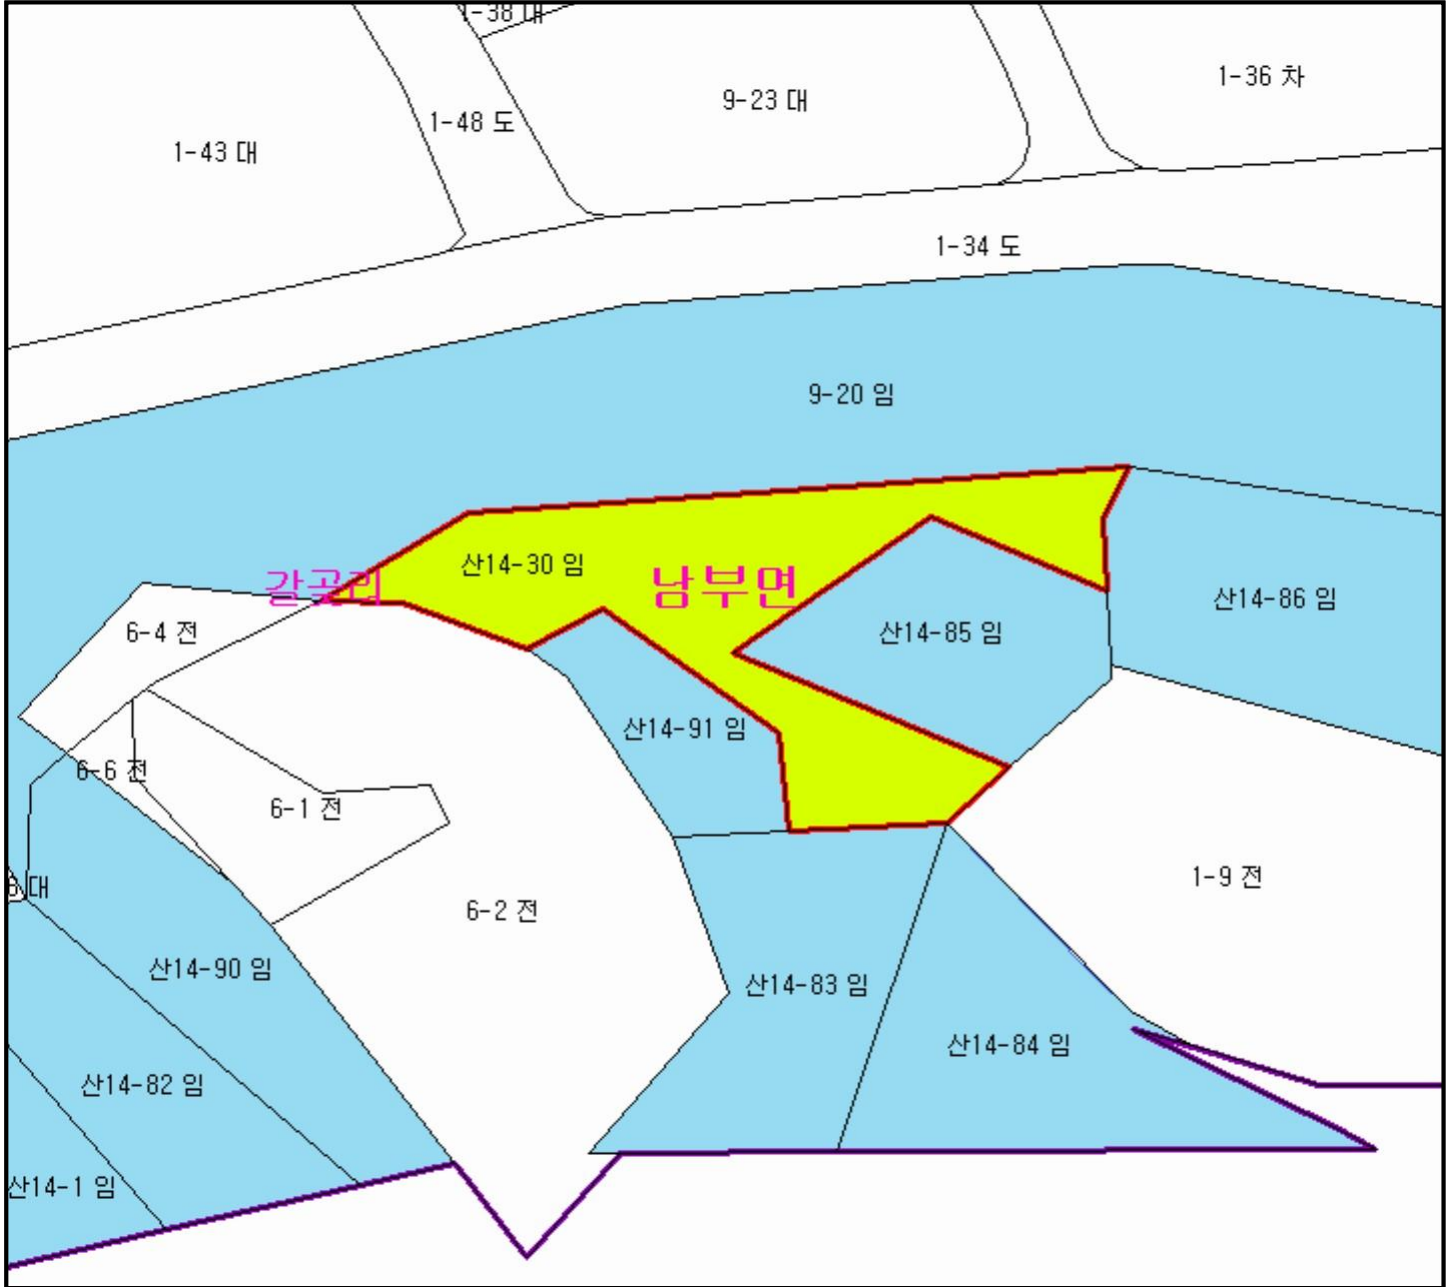 1-38 대
1-36 차
9-23 대
1-48 도
1-43 대
1-34 도
9-20 임
산14-30 임
갈곶리
남부면
산14-86 임
6-4 전
산14-85 임
산14-91 임
6-6 전
6-1 전
1-9 전
대
6-2 전
산14-90 임
산14-83 임
산14-84 임
산14-82 임
산14-1 임